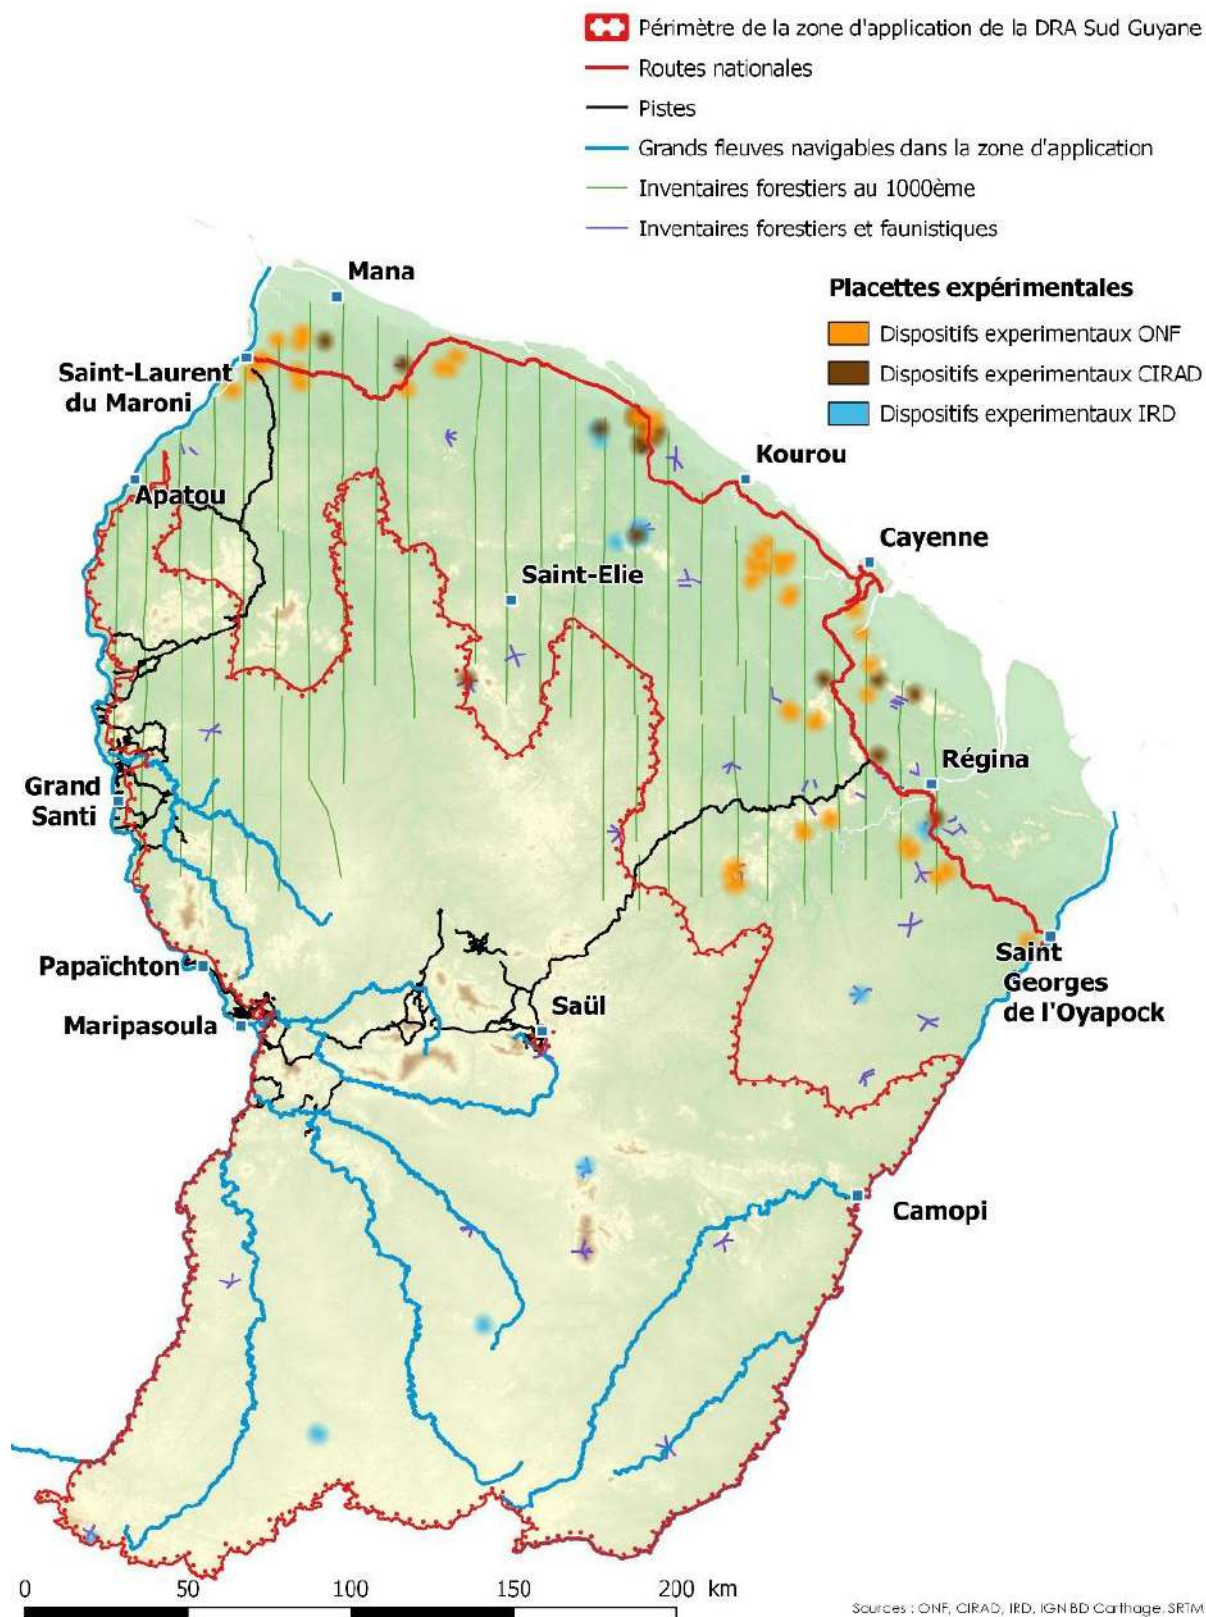 Périmètre de la zone d'application de la DRA Sud Guyane
Routes nationales
Pistes
Grands fleuves navigables dans la zone d'application
Inventaires forestiers au 1000ème
Inventaires forestiers et faunistiques
Placettes expérimentales
Dispositifs experimentaux ONF
Dispositifs experimentaux CIRAD
Dispositifs experimentaux IRD
Mana
Saint-Laurent
du Maroni
Kourou
Apatou
Cayenne
Saint-Elie
Régina
Grand
Santi
Papaïchton
Saint
Georges
de l'Oyapock
Maripasoula
Saül
Camopi
0 50 100 150 200 km
Sources : ONF, CIRAD, IRD, IGN BD Carthage, SRTM